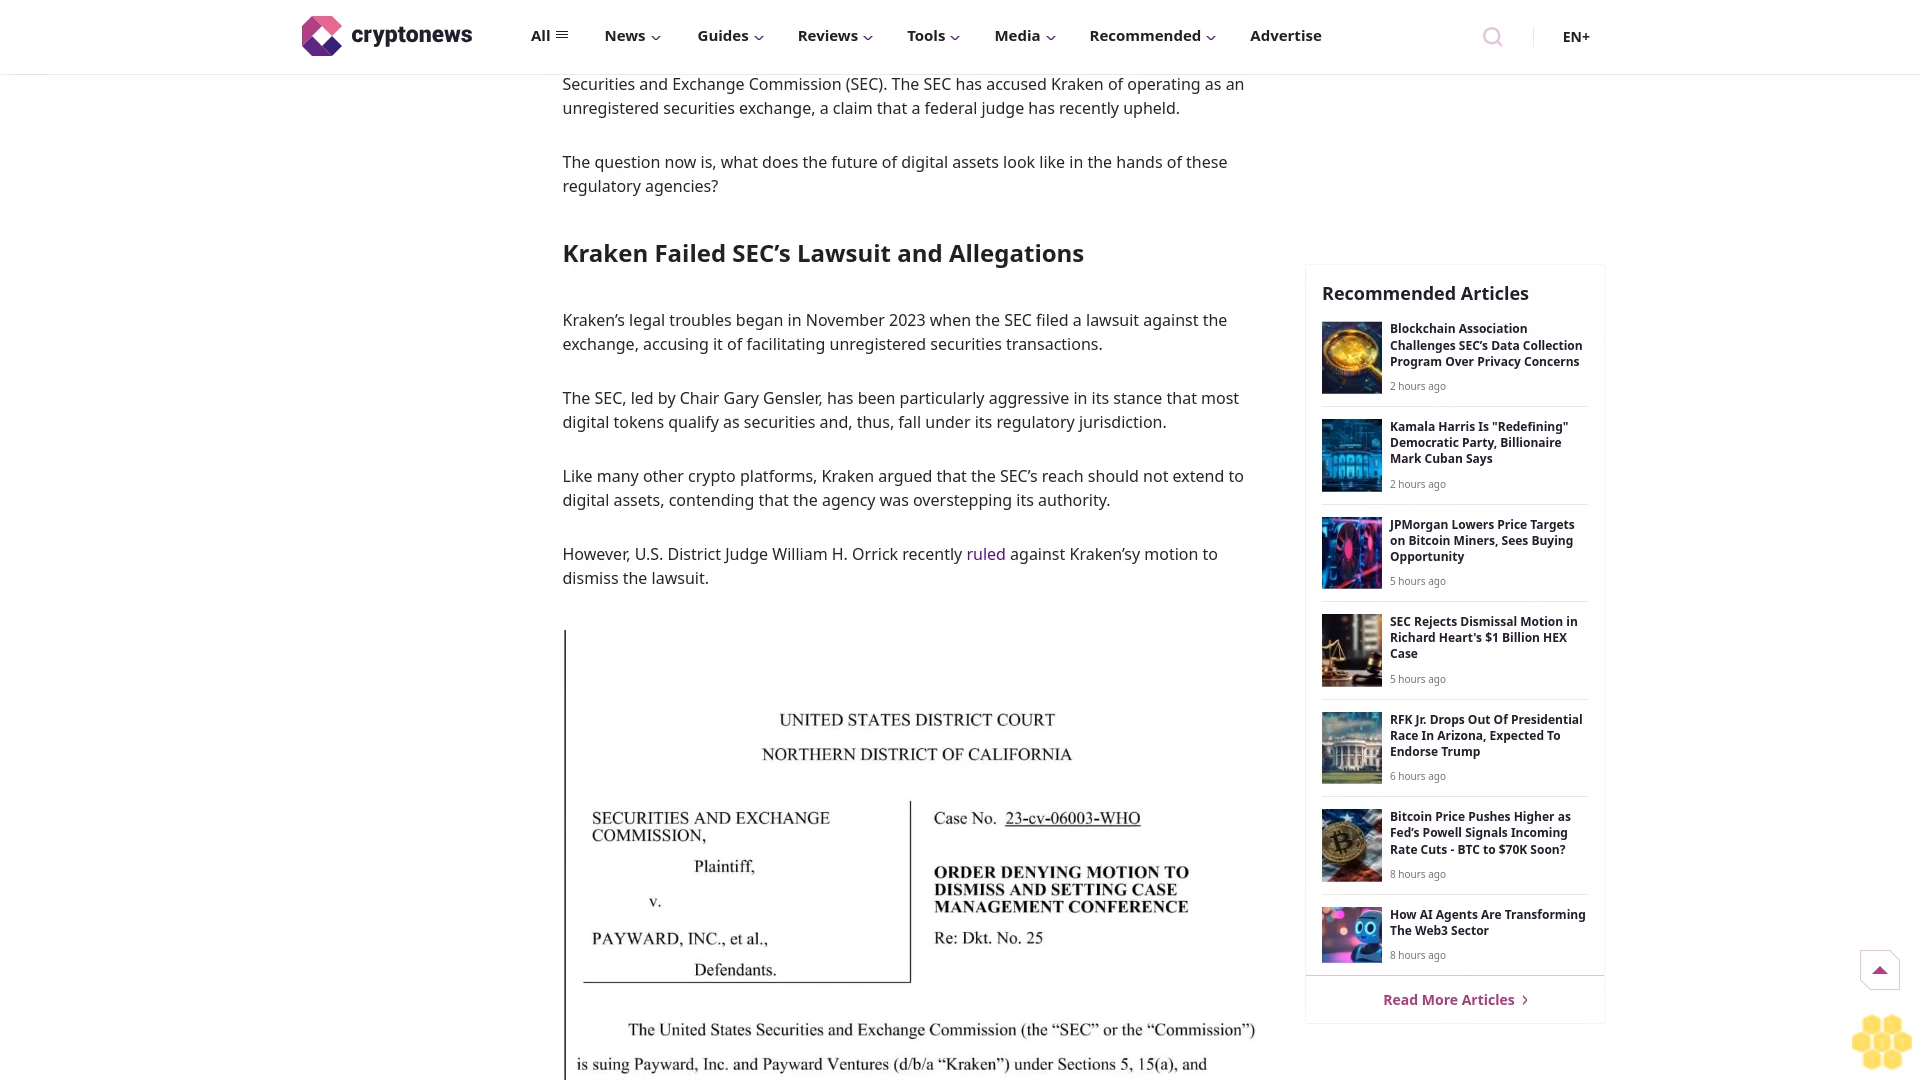 cryptonews
All
News
Guides
Reviews
Tools
Media
Recommended
Advertise
EN+
Securities and Exchange Commission (SEC). The SEC has accused Kraken of operating as an
unregistered securities exchange, a claim that a federal judge has recently upheld.
The question now is, what does the future of digital assets look like in the hands of these
regulatory agencies?
Kraken Failed SEC’s Lawsuit and Allegations
Kraken’s legal troubles began in November 2023 when the SEC filed a lawsuit against the
exchange, accusing it of facilitating unregistered securities transactions.
The SEC, led by Chair Gary Gensler, has been particularly aggressive in its stance that most
digital tokens qualify as securities and, thus, fall under its regulatory jurisdiction.
Like many other crypto platforms, Kraken argued that the SEC’s reach should not extend to
digital assets, contending that the agency was overstepping its authority.
However, U.S. District Judge William H. Orrick recently ruled against Kraken’sy motion to
dismiss the lawsuit.
UNITED STATES DISTRICT COURT
NORTHERN DISTRICT OF CALIFORNIA
SECURITIES AND EXCHANGE
COMMISSION,
Plaintiff,
v.
PAYWARD, INC., et al.,
Defendants.
Case No. 23-cv-06003-WHO
ORDER DENYING MOTION TO
DISMISS AND SETTING CASE
MANAGEMENT CONFERENCE
Re: Dkt. No. 25
The United States Securities and Exchange Commission (the “SEC” or the “Commission”)
is suing Payward, Inc. and Payward Ventures (d/b/a “Kraken”) under Sections 5, 15(a), and
Recommended Articles
Blockchain Association
Challenges SEC’s Data Collection
Program Over Privacy Concerns
2 hours ago
Kamala Harris Is "Redefining"
Democratic Party, Billionaire
Mark Cuban Says
2 hours ago
JPMorgan Lowers Price Targets
on Bitcoin Miners, Sees Buying
Opportunity
5 hours ago
SEC Rejects Dismissal Motion in
Richard Heart's $1 Billion HEX
Case
5 hours ago
RFK Jr. Drops Out Of Presidential
Race In Arizona, Expected To
Endorse Trump
6 hours ago
Bitcoin Price Pushes Higher as
Fed’s Powell Signals Incoming
Rate Cuts - BTC to $70K Soon?
8 hours ago
How AI Agents Are Transforming
The Web3 Sector
8 hours ago
Read More Articles